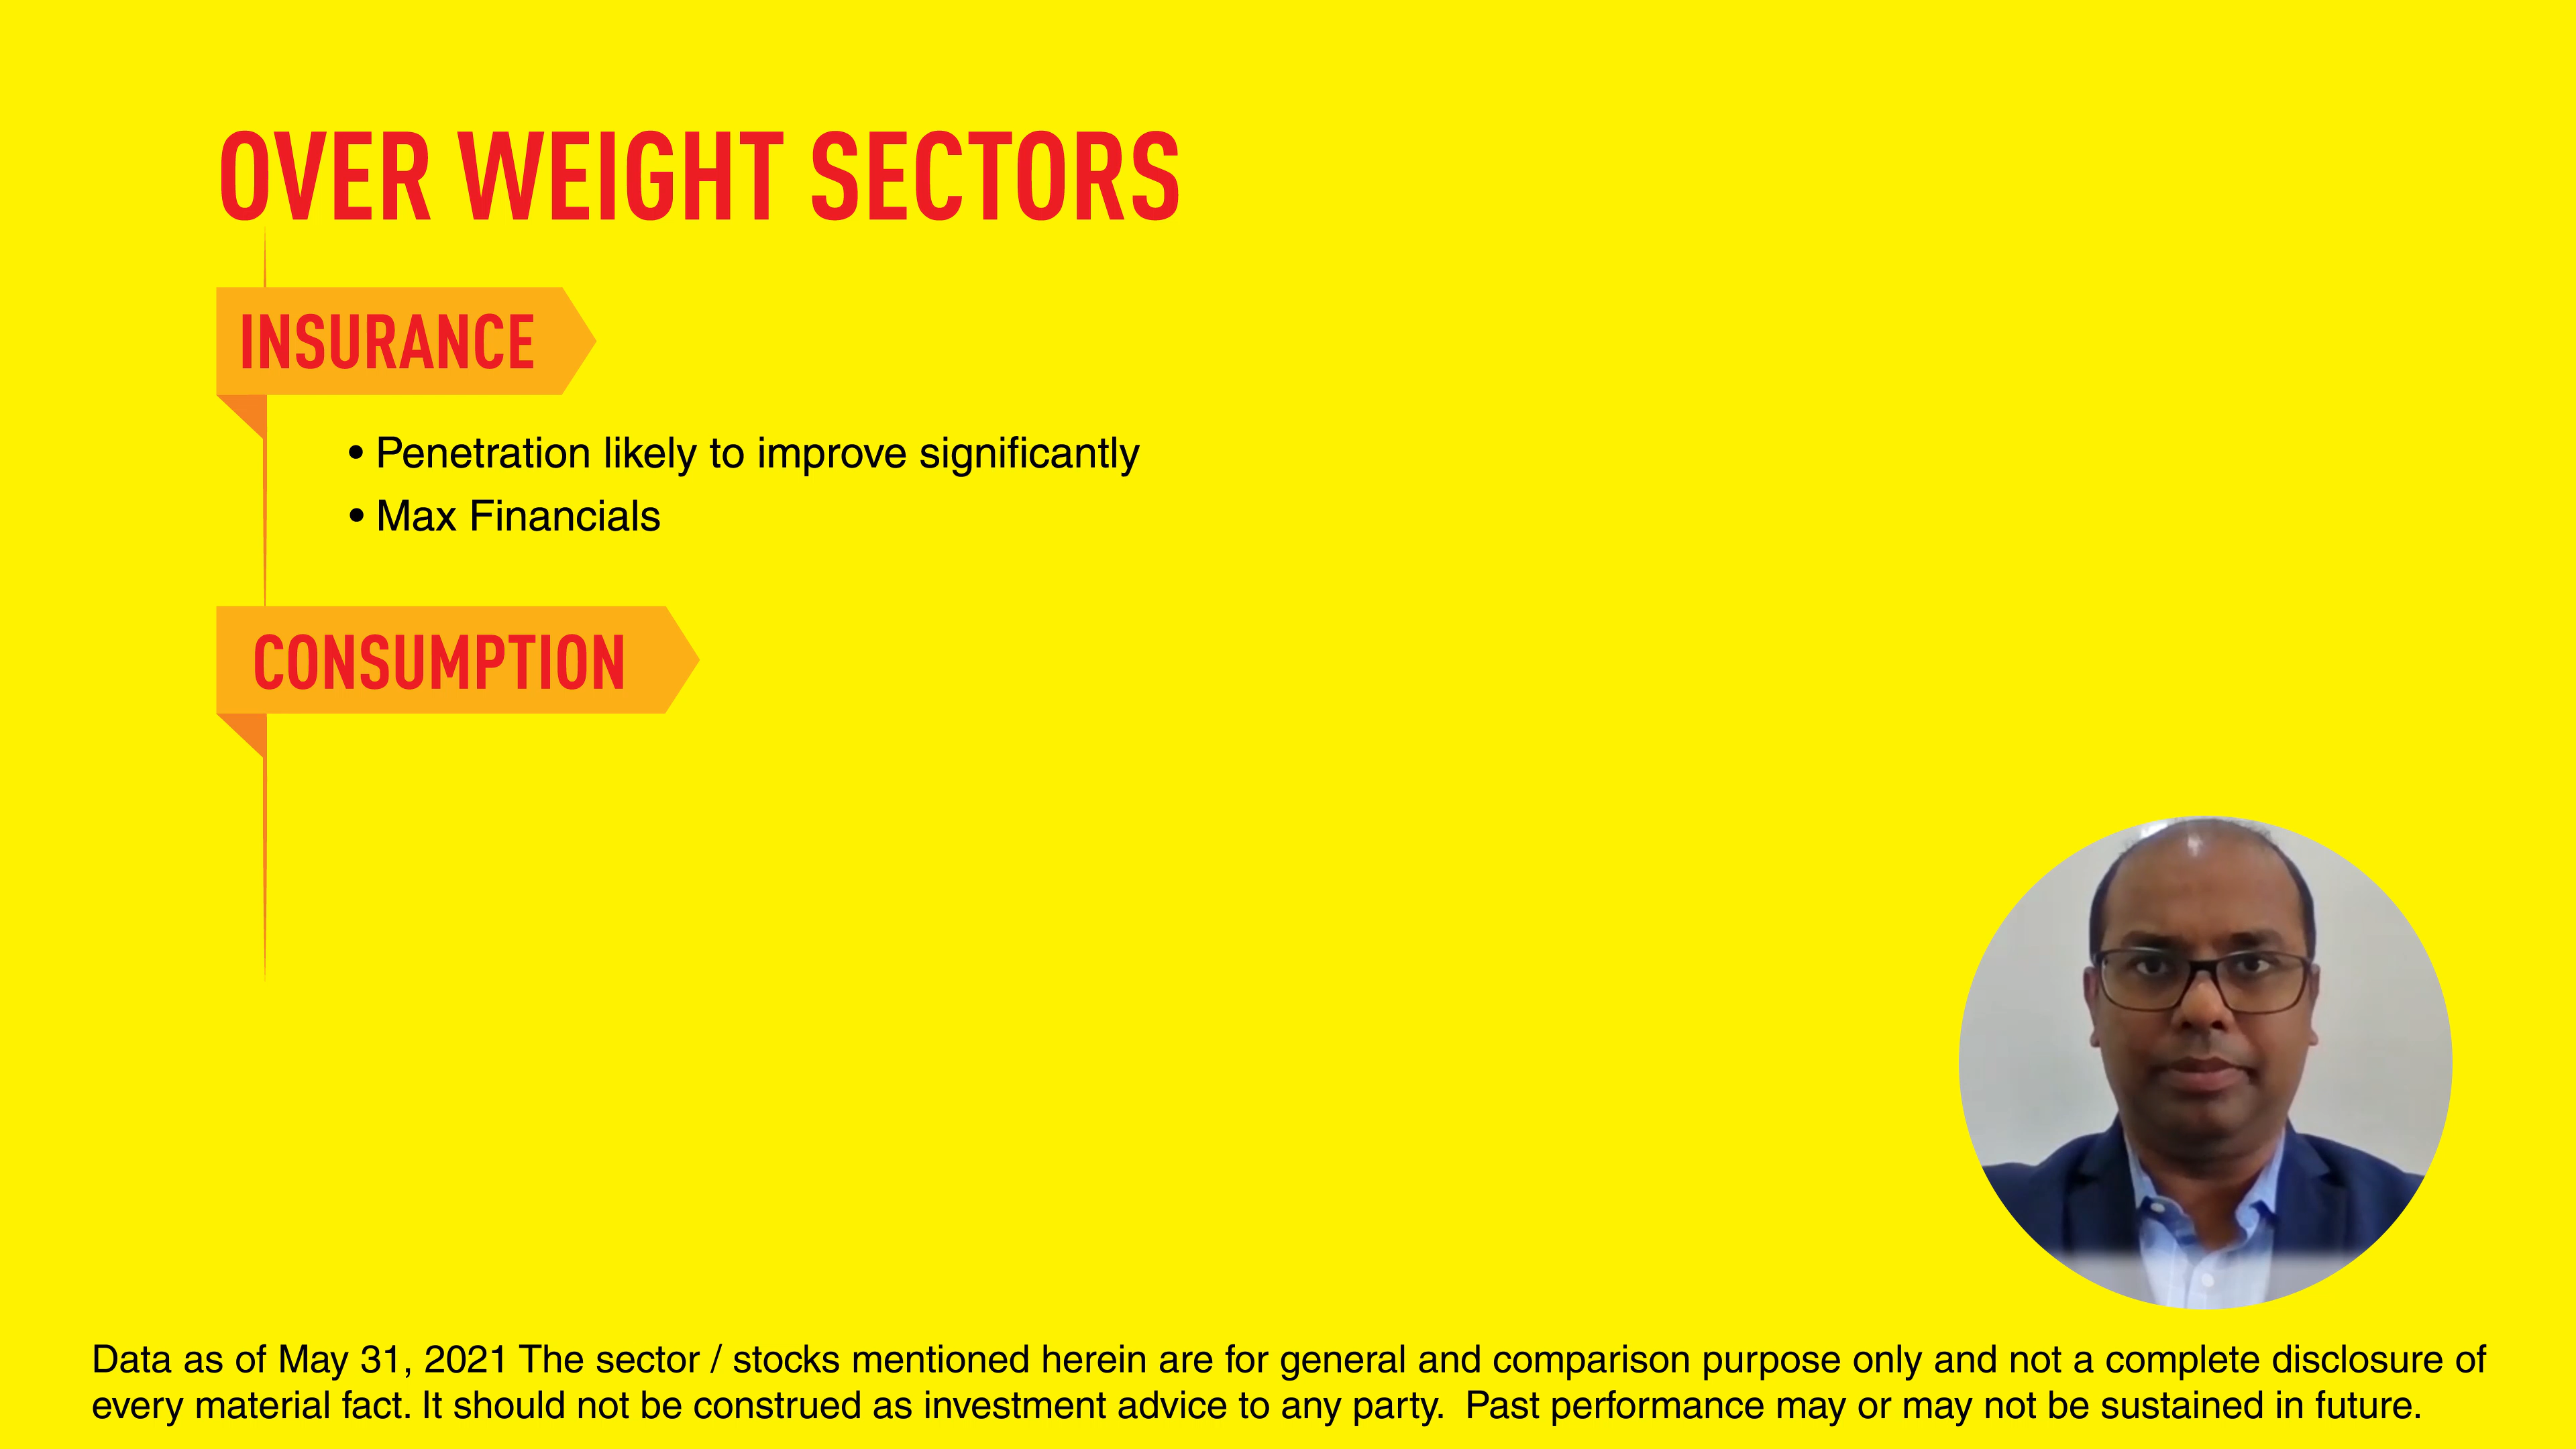 OVER WEIGHT SECTORS
INSURANCE
• Penetration likely to improve significantly
• Max Financials
CONSUMPTION
Data as of May 31, 2021 The sector / stocks mentioned herein are for general and comparison purpose only and not a complete disclosure of
every material fact. It should not be construed as investment advice to any party.  Past performance may or may not be sustained in future.